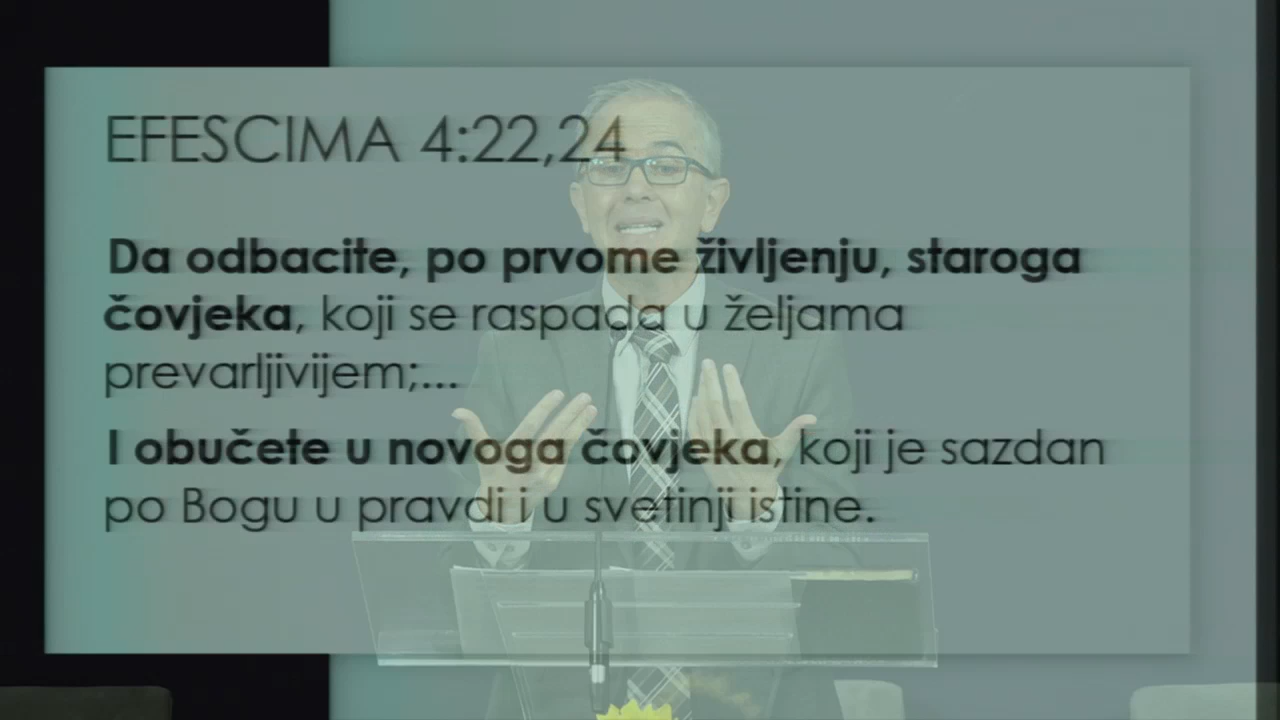 EFESCIMA 4:22,24
Da odbacite, po prvome življenju, staroga
čovjeka, koji se raspada u željama
prevarljivijem;...
I obučete u novoga čovjeka, koji je sazdan
po Bogu u pravdi i u svetinji istine.